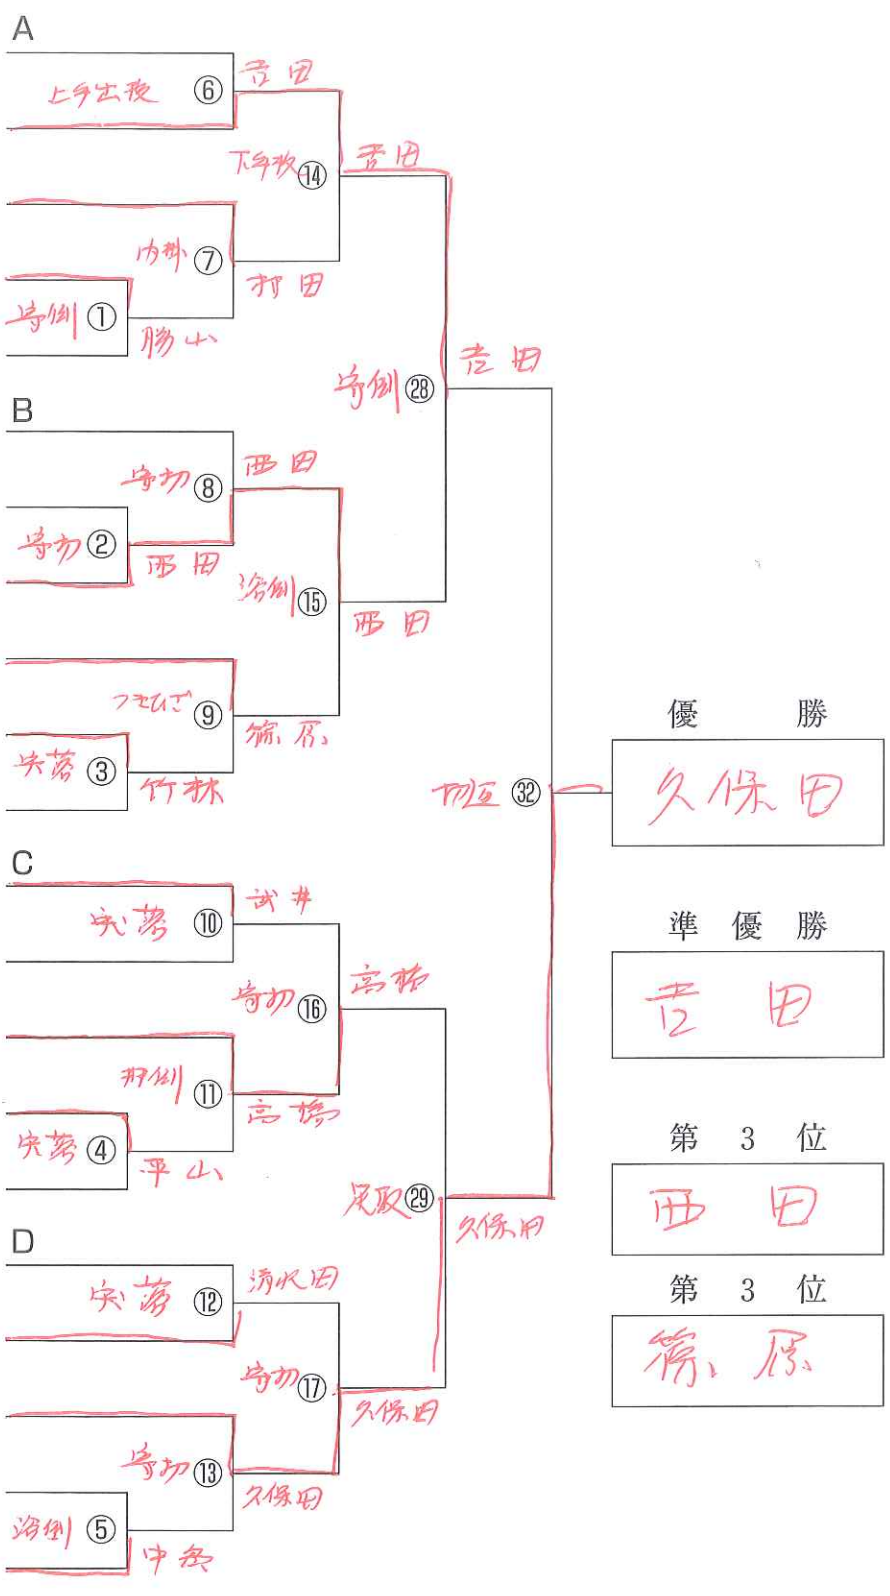 A
上手出投 ⑥ 吉田
下手投 ⑭ 吉田
内掛 ⑦
村田
寄倒 ①
勝山
寄倒 ㉘ 吉田
B
寄切 ⑧ 西田
寄切 ②
西田
浴倒 ⑮
西田
つきひざ ⑨
篠原
突落 ③
竹林
切返 ㉜
優勝
久保田
C
突落 ⑩ 武井
寄切 ⑯ 高橋
押倒 ⑪
高橋
突落 ④
平山
準優勝
吉田
足取 ㉙
久保田
第3位
西田
D
突落 ⑫ 清水田
寄切 ⑰
久保田
第3位
篠原
寄切 ⑬
久保田
浴倒 ⑤
中条